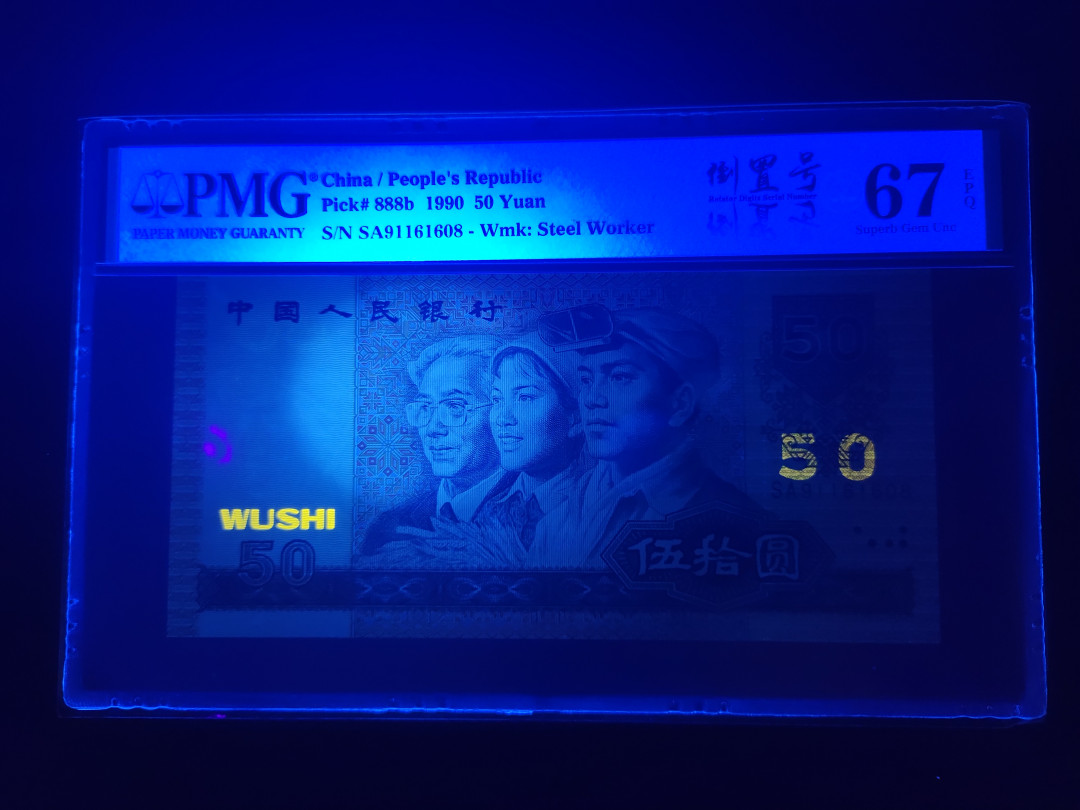 PMG®
PAPER MONEY GUARANTY
China / People's Republic
Pick# 888b 1990 50 Yuan
S/N SA91161608 - Wmk: Steel Worker
倒置号
67
EPQ
Superb Gem Unc
中国人民银行
50
50
WUSHI
50
伍拾圆